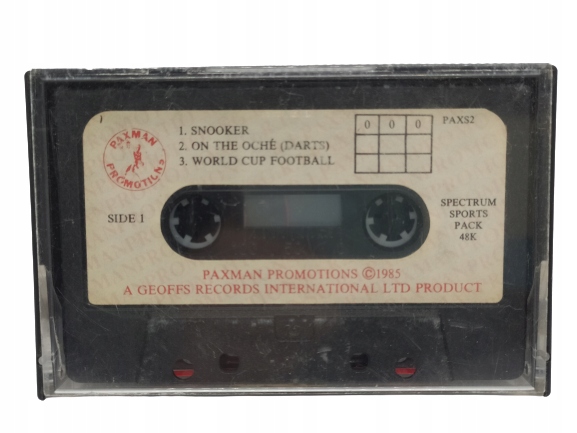 PAXMAN
PROMOTIONS
1. SNOOKER
2. ON THE OCHÊ (DARTS)
3. WORLD CUP FOOTBALL
0 0 0
PAXS2
SIDE 1
SPECTRUM
SPORTS
PACK
48K
PAXMAN PROMOTIONS ©1985
A GEOFFS RECORDS INTERNATIONAL LTD PRODUCT